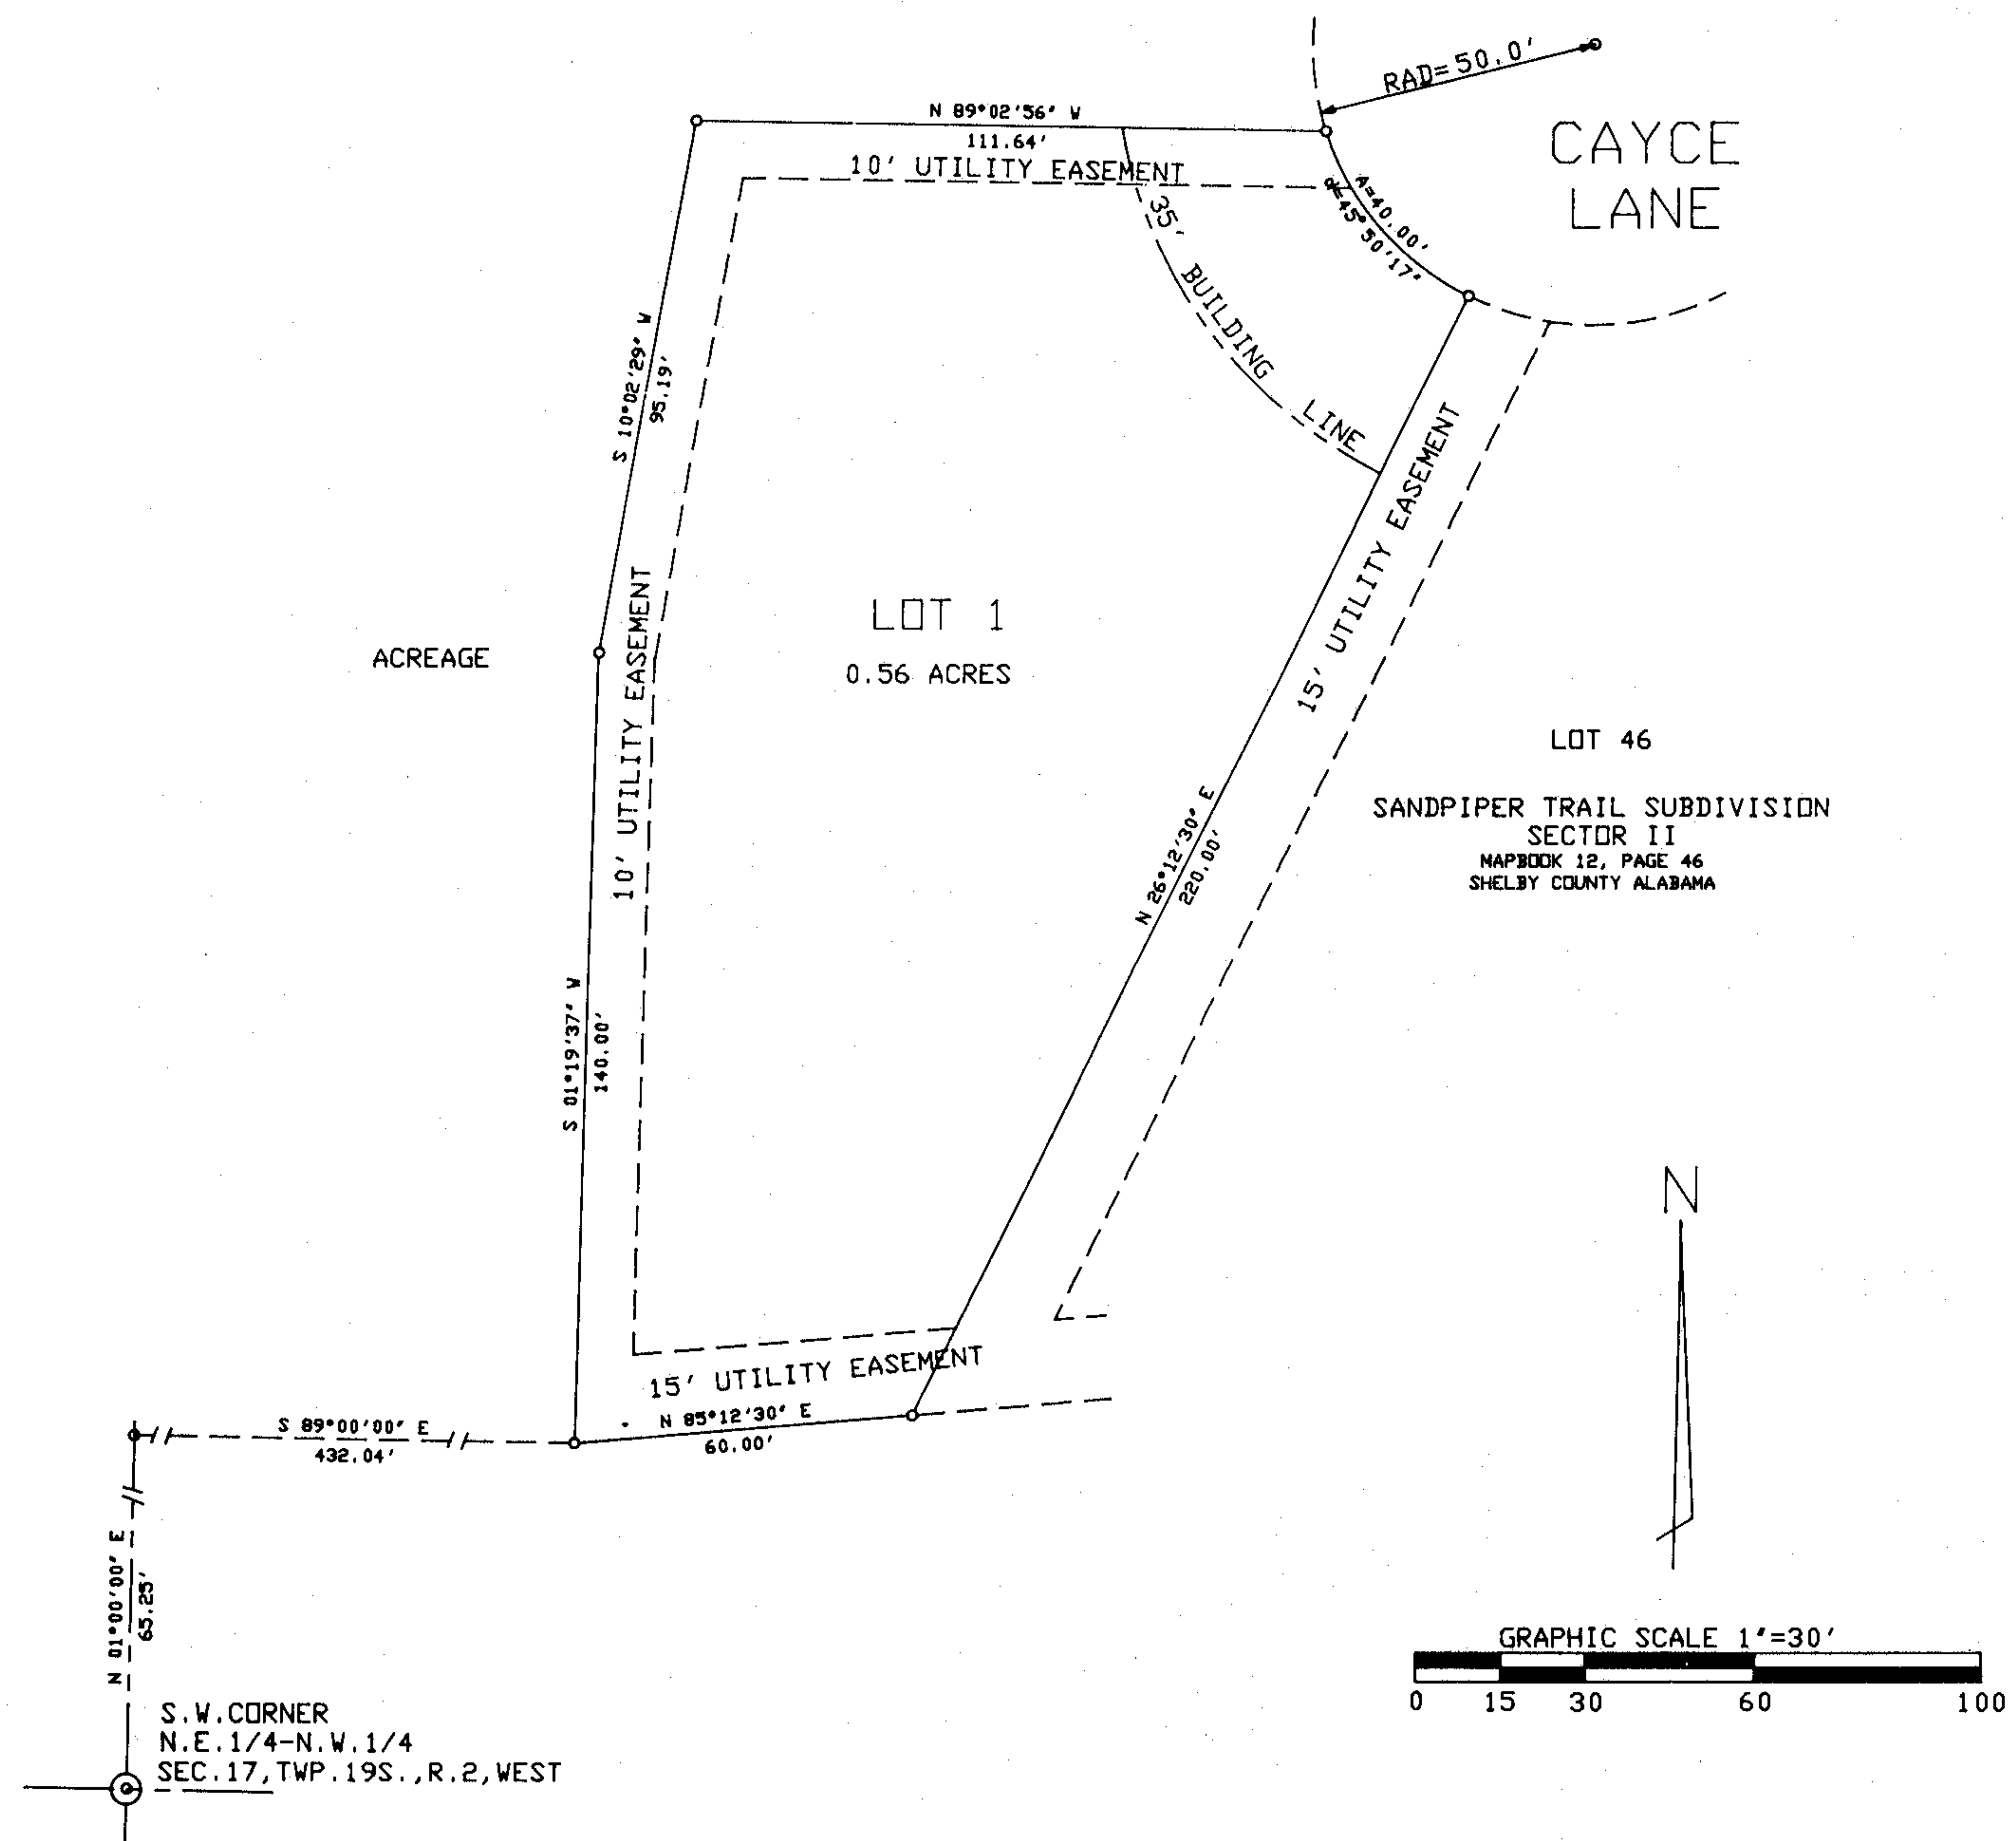 RAD=50.0'
CAYCE
LANE
N 89°02'56" W
111.64'
10' UTILITY EASEMENT
A=40.00'
d=45°50'17"
35' BUILDING LINE
S 10°02'29" W
95.19'
10' UTILITY EASEMENT
LOT 1
0.56 ACRES
ACREAGE
15' UTILITY EASEMENT
LOT 46
SANDPIPER TRAIL SUBDIVISION
SECTOR II
MAPBOOK 12, PAGE 46
SHELBY COUNTY ALABAMA
N 26°12'30" E
220.00'
S 01°19'37" W
140.00'
N
15' UTILITY EASEMENT
N 85°12'30" E
60.00'
S 89°00'00" E
432.04'
N 01°00'00" E
65.25'
GRAPHIC SCALE 1"=30'
0 15 30 60 100
S.W.CORNER
N.E.1/4-N.W.1/4
SEC.17,TWP.19S.,R.2,WEST